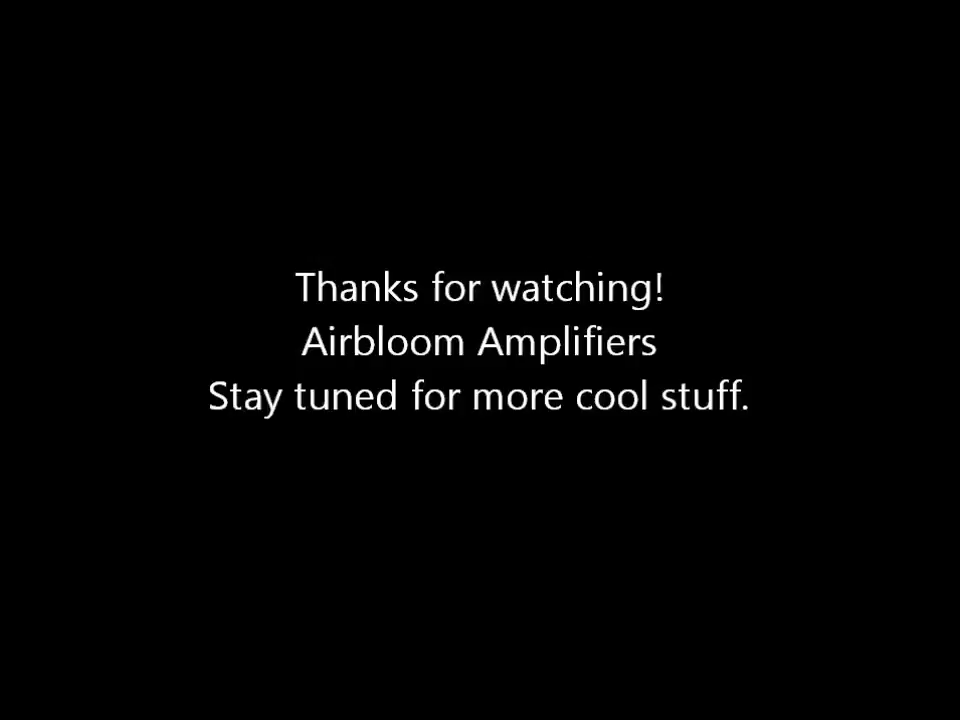 Thanks for watching!
Airbloom Amplifiers
Stay tuned for more cool stuff.